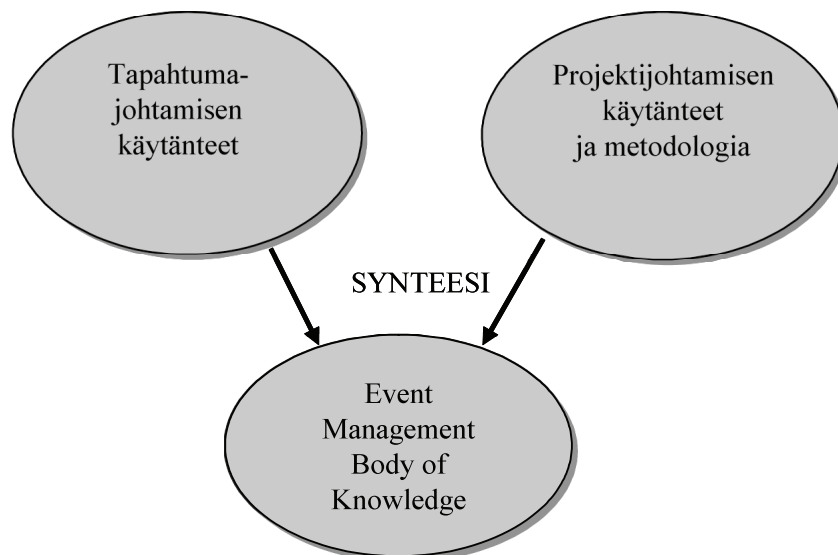 Tapahtuma-
johtamisen
käytänteet
Projektijohtamisen
käytänteet
ja metodologia
SYNTEESI
Event
Management
Body of
Knowledge